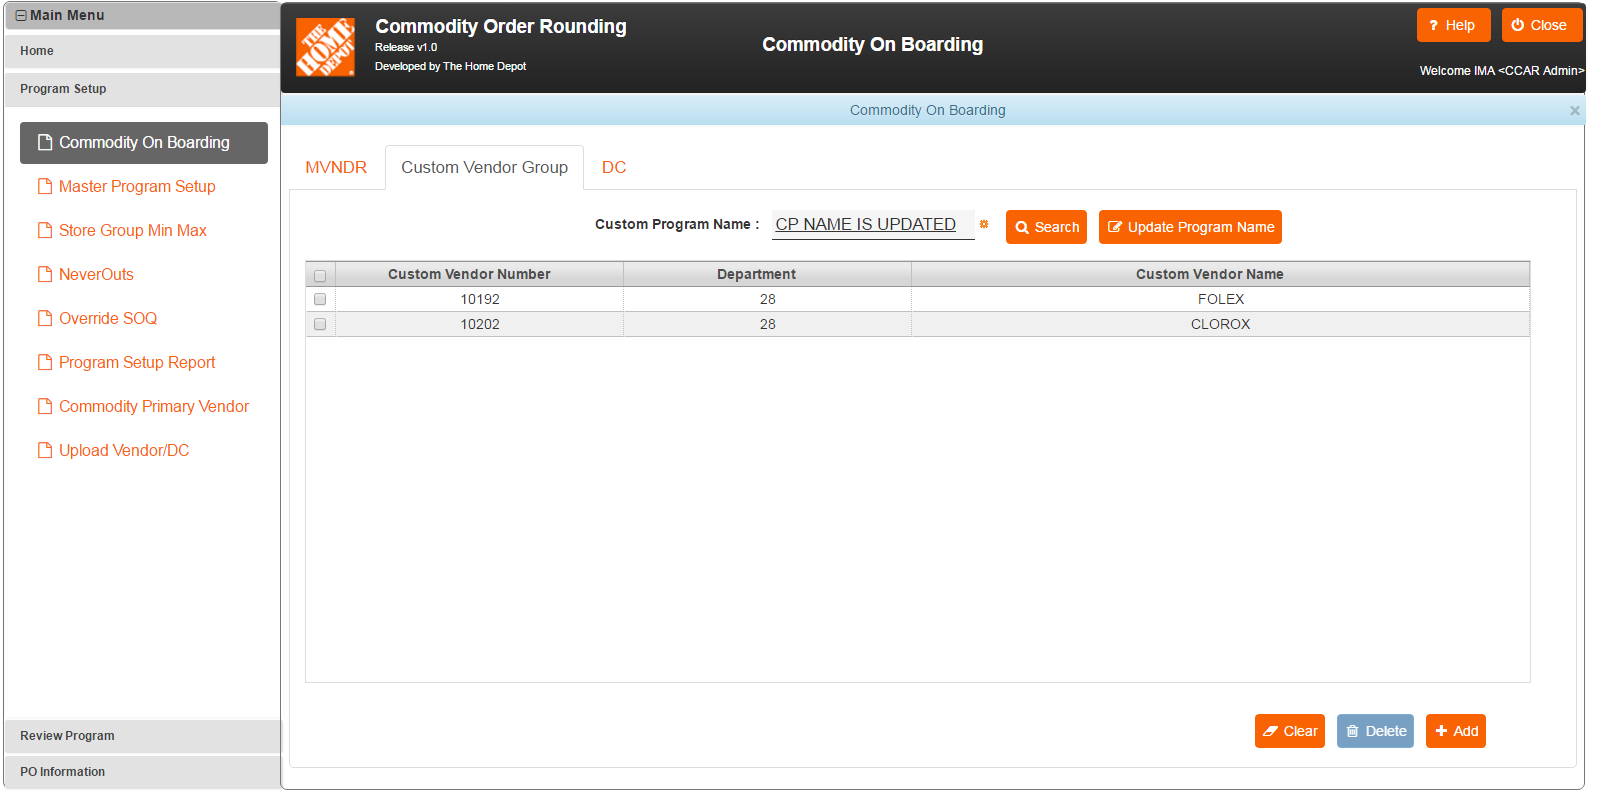 Main Menu
Home
Program Setup
Commodity On Boarding
Master Program Setup
Store Group Min Max
NeverOuts
Override SOQ
Program Setup Report
Commodity Primary Vendor
Upload Vendor/DC
Review Program
PO Information
THE HOME DEPOT
Commodity Order Rounding
Release v1.0
Developed by The Home Depot
Commodity On Boarding
? Help
Close
Welcome IMA <CCAR Admin>
Commodity On Boarding ×
MVNDR Custom Vendor Group DC
Custom Program Name : CP NAME IS UPDATED Search Update Program Name
Custom Vendor Number Department Custom Vendor Name
10192 28 FOLEX
10202 28 CLOROX
Clear Delete + Add